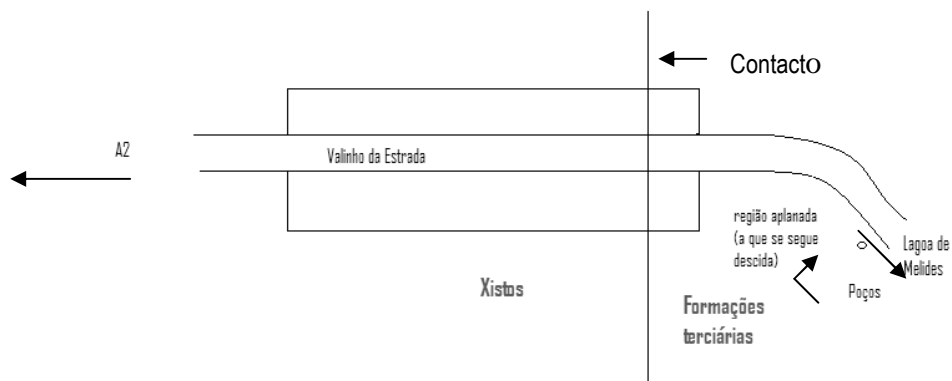 Contacto
A2
Valinho da Estrada
região aplanada
(a que se segue
descida)
Lagoa de
Melides
Poços
Xistos
Formações
terciárias